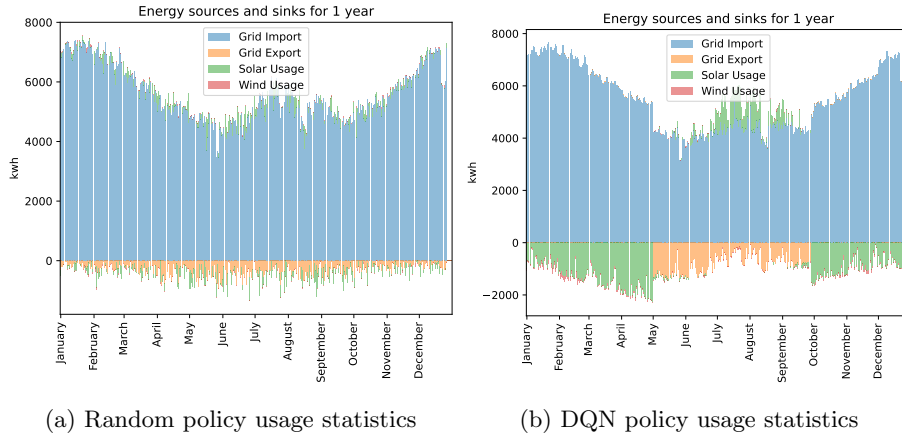 Energy sources and sinks for 1 year
8000
6000
4000
2000
0
kwh
Grid Import
Grid Export
Solar Usage
Wind Usage
January
February
March
April
May
June
July
August
September
October
November
December
(a) Random policy usage statistics
Energy sources and sinks for 1 year
8000
6000
4000
2000
0
−2000
kwh
Grid Import
Grid Export
Solar Usage
Wind Usage
January
February
March
April
May
June
July
August
September
October
November
December
(b) DQN policy usage statistics